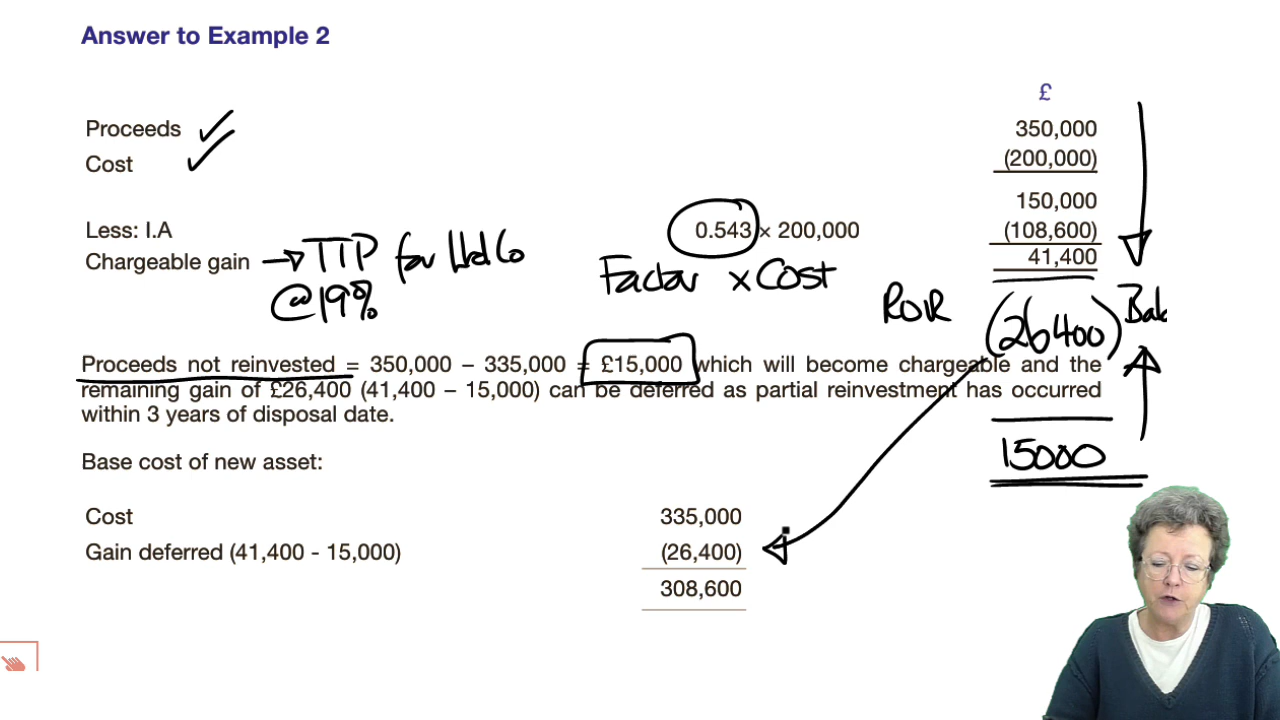 Answer to Example 2
£
Proceeds 350,000
Cost (200,000)
150,000
Less: I.A 0.543 × 200,000 (108,600)
Chargeable gain → TTP for Ltd Co 41,400
@ 19% Factor × Cost
ROR (26400) Bal
Proceeds not reinvested = 350,000 – 335,000 = £15,000 which will become chargeable and the
remaining gain of £26,400 (41,400 – 15,000) can be deferred as partial reinvestment has occurred
within 3 years of disposal date.
15000
Base cost of new asset:
Cost 335,000
Gain deferred (41,400 - 15,000) (26,400)
308,600